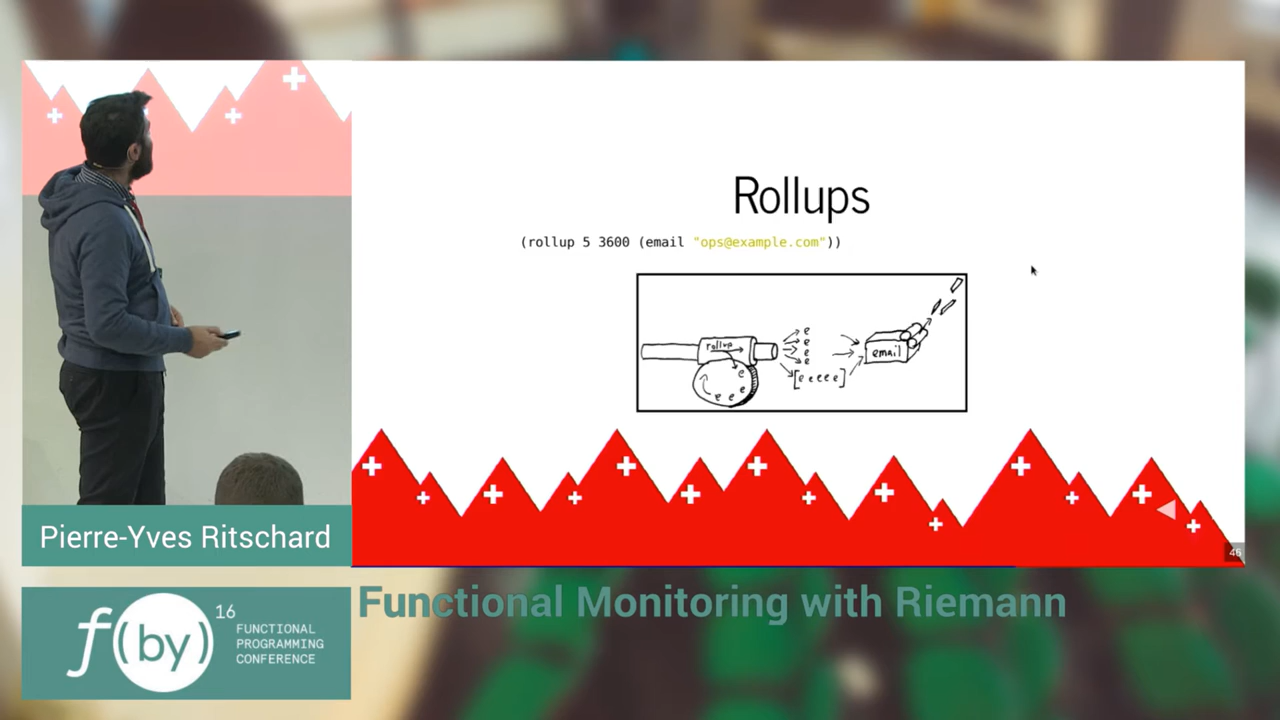 Rollups
(rollup 5 3600 (email "ops@example.com"))
rollup
e
e
e
e
e
e e e
[e e e e e]
email
45
Pierre-Yves Ritschard
Functional Monitoring with Riemann
f(by) 16
FUNCTIONAL
PROGRAMMING
CONFERENCE